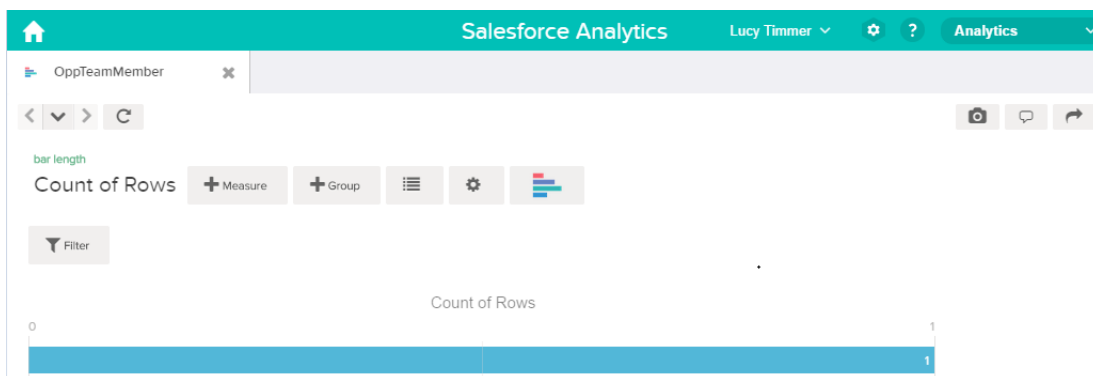 Salesforce Analytics Lucy Timmer ? Analytics
OppTeamMember
bar length
Count of Rows Measure Group
Filter
Count of Rows
0 1
1